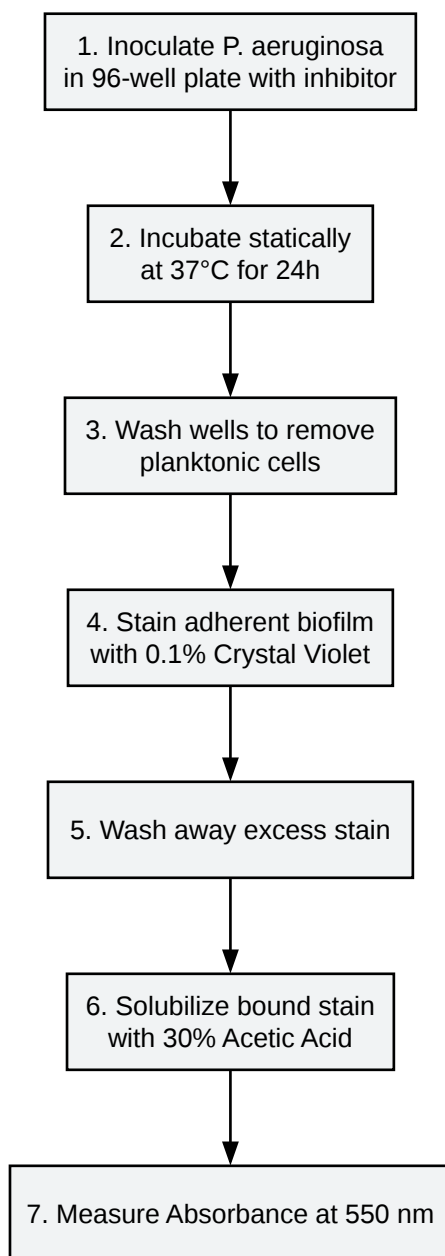 1. Inoculate P. aeruginosa
in 96-well plate with inhibitor
2. Incubate statically
at 37°C for 24h
3. Wash wells to remove
planktonic cells
4. Stain adherent biofilm
with 0.1% Crystal Violet
5. Wash away excess stain
6. Solubilize bound stain
with 30% Acetic Acid
7. Measure Absorbance at 550 nm